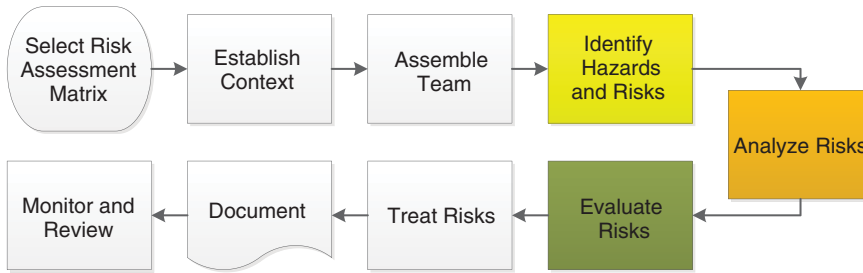 Select Risk
Assessment
Matrix
Establish
Context
Assemble
Team
Identify
Hazards
and Risks
Analyze Risks
Evaluate
Risks
Treat Risks
Document
Monitor and
Review